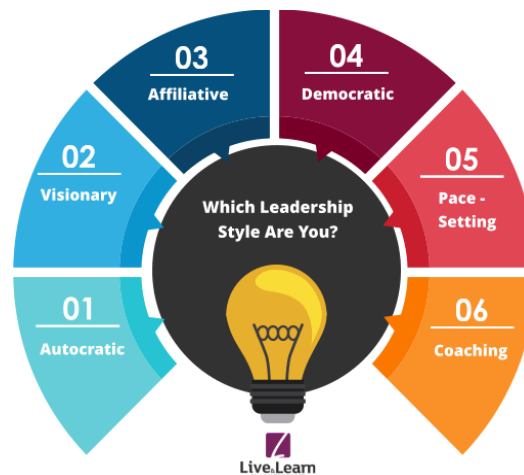 Which Leadership
Style Are You?
01
Autocratic
02
Visionary
03
Affiliative
04
Democratic
05
Pace -
Setting
06
Coaching
Live&Learn